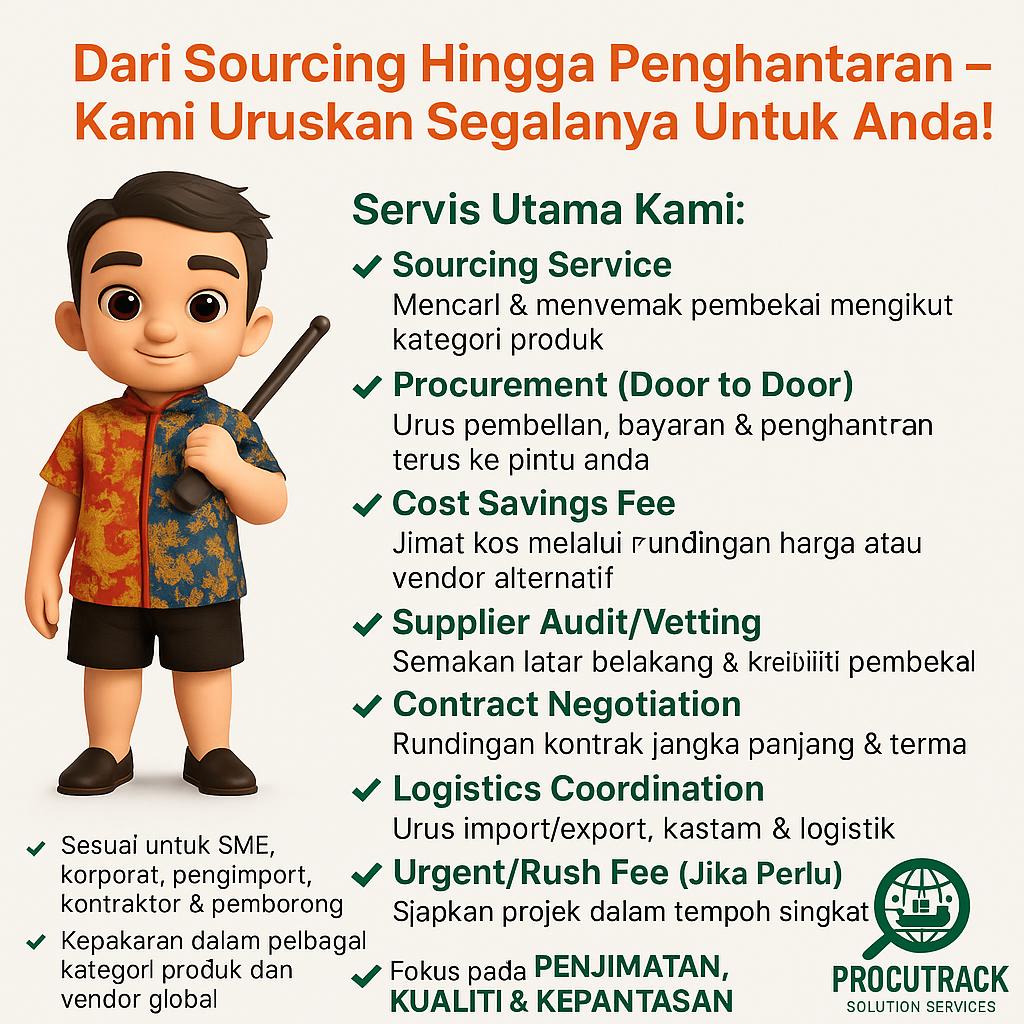 Dari Sourcing Hingga Penghantaran –
Kami Uruskan Segalanya Untuk Anda!
Servis Utama Kami:
✔ Sourcing Service
Mencarl & menvemak pembekai mengikut
kategori produk
✔ Procurement (Door to Door)
Urus pembellan, bayaran & penghantran
terus ke pintu anda
✔ Cost Savings Fee
Jimat kos melalui rundingan harga atau
vendor alternatif
✔ Supplier Audit/Vetting
Semakan latar belakang & kreibiliti pembekal
✔ Contract Negotiation
Rundingan kontrak jangka panjang & terma
✔ Logistics Coordination
Urus import/export, kastam & logistik
✔ Urgent/Rush Fee (Jika Perlu)
Sjapkan projek dalam tempoh singkat
✔ Fokus pada PENJIMATAN,
KUALITI & KEPANTASAN
✔ Sesuai untuk SME,
korporat, pengimport,
kontraktor & pemborong
✔ Kepakaran dalam pelbagai
kategorl produk dan
vendor global
PROCUTRACK
SOLUTION SERVICES